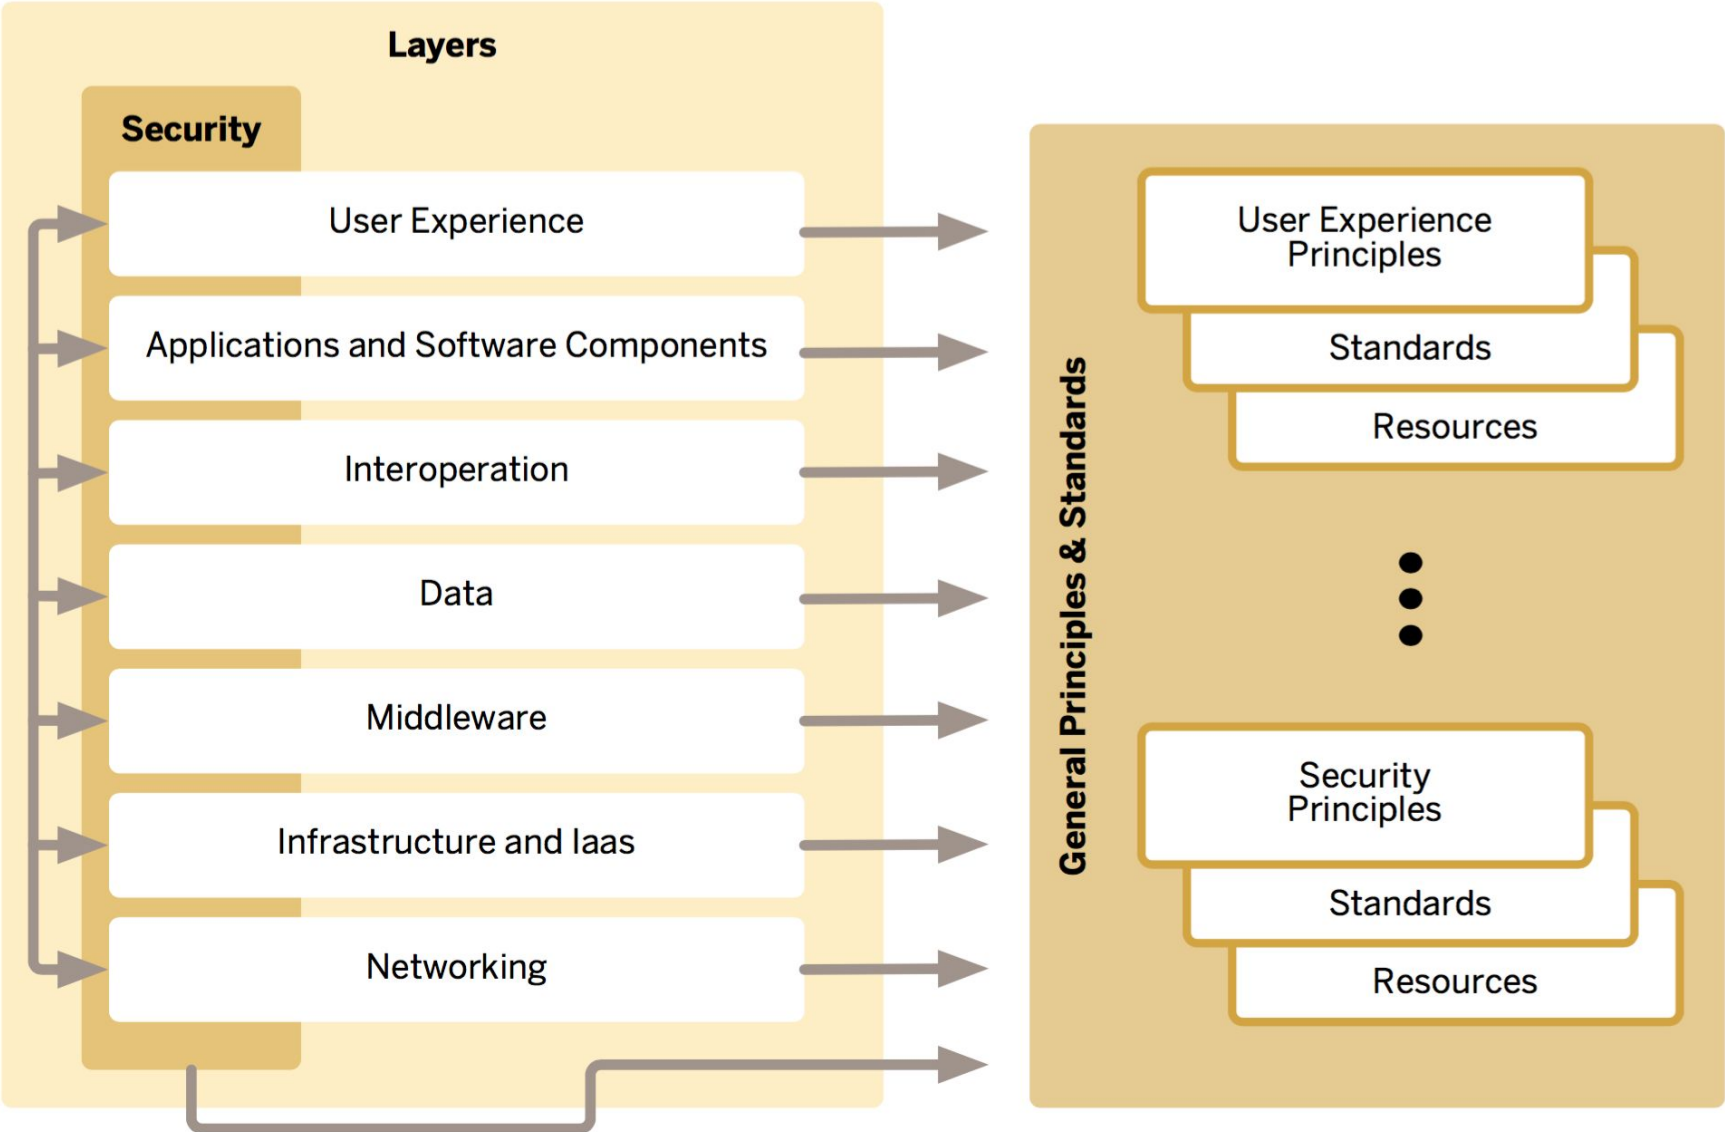 Layers
Security
User Experience
Applications and Software Components
Interoperation
Data
Middleware
Infrastructure and Iaas
Networking
General Principles & Standards
User Experience
Principles
Standards
Resources
Security
Principles
Standards
Resources